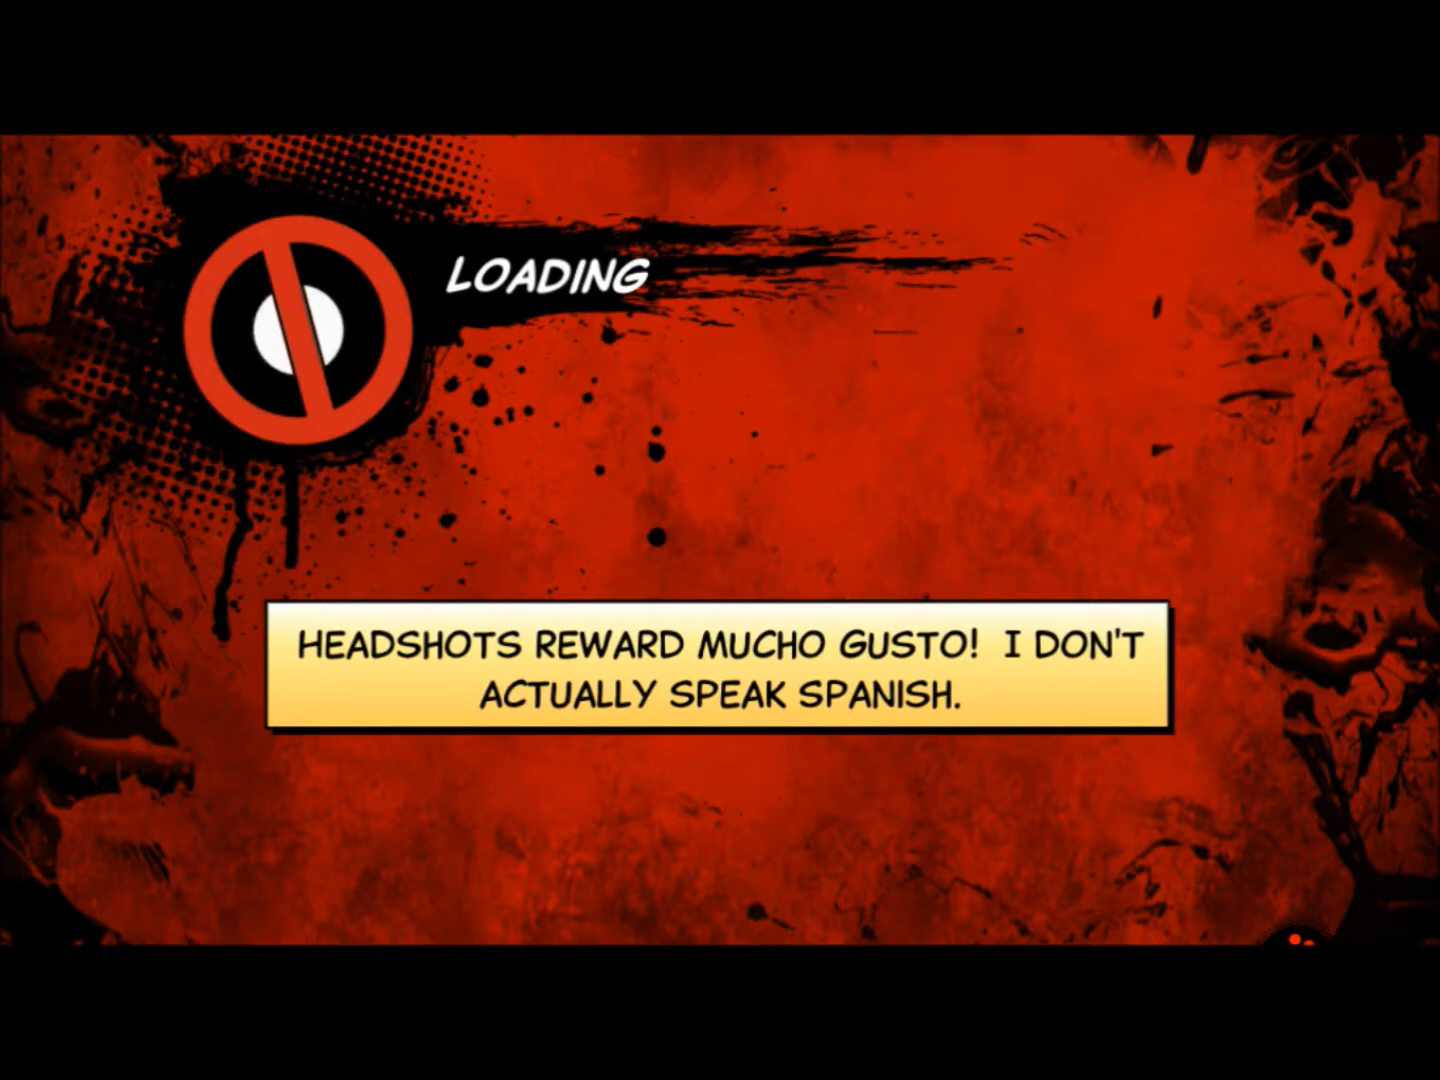 LOADING
HEADSHOTS REWARD MUCHO GUSTO! I DON'T
ACTUALLY SPEAK SPANISH.